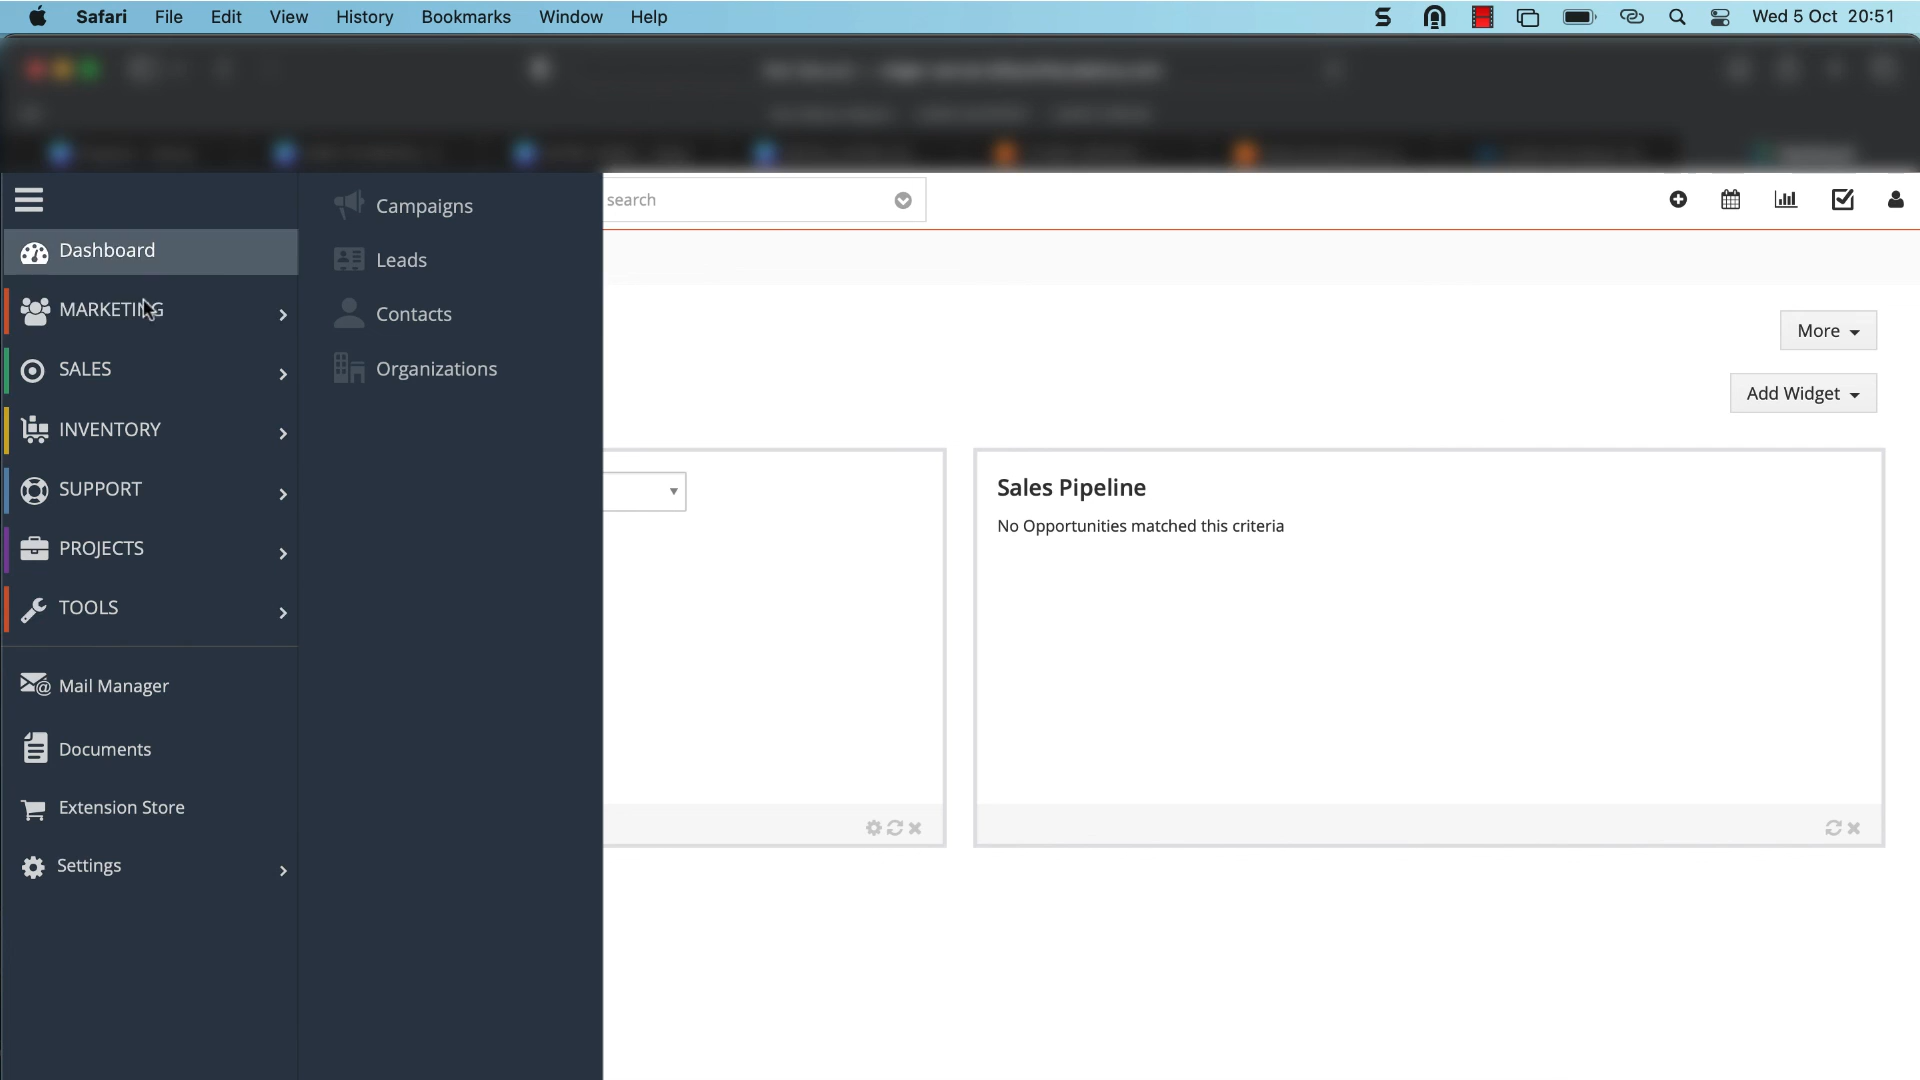 Safari File Edit View History Bookmarks Window Help Wed 5 Oct 20:51
search
Dashboard
MARKETING
SALES
INVENTORY
SUPPORT
PROJECTS
TOOLS
Mail Manager
Documents
Extension Store
Settings
Campaigns
Leads
Contacts
Organizations
More
Add Widget
Sales Pipeline
No Opportunities matched this criteria